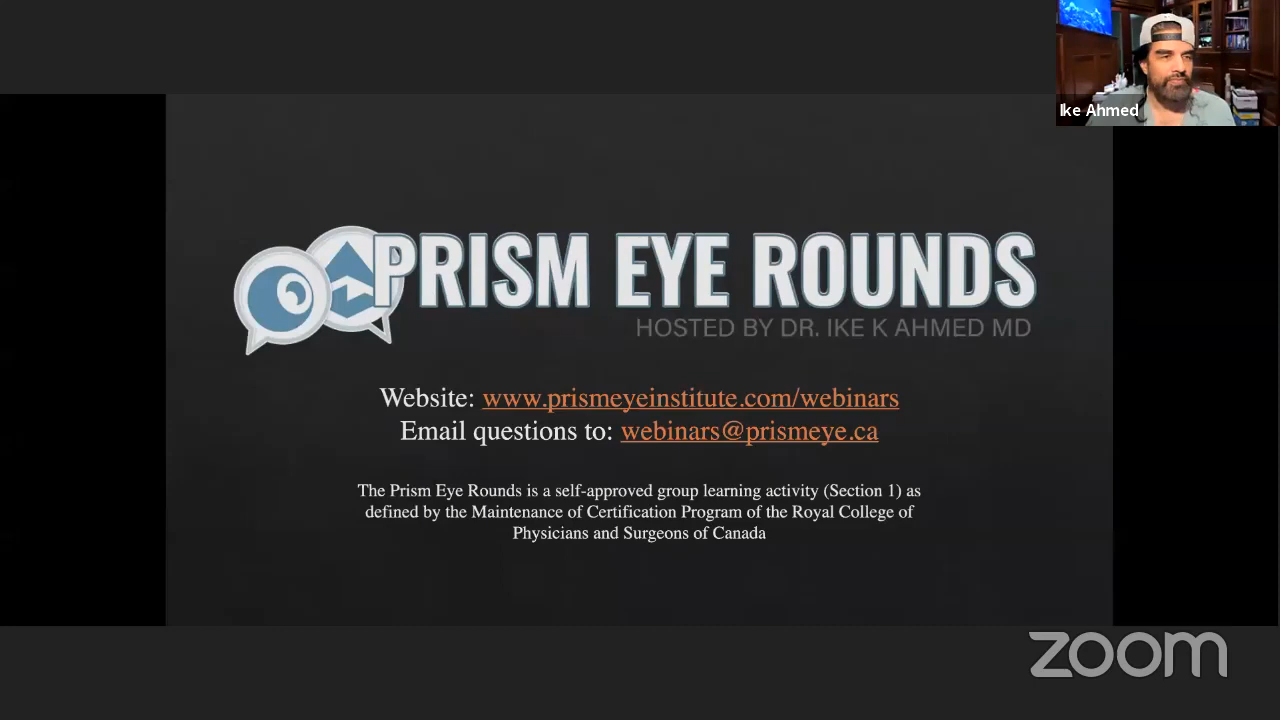 Ike Ahmed
PRISM EYE ROUNDS
HOSTED BY DR. IKE K AHMED MD
Website: www.prismeyeinstitute.com/webinars
Email questions to: webinars@prismeye.ca
The Prism Eye Rounds is a self-approved group learning activity (Section 1) as
defined by the Maintenance of Certification Program of the Royal College of
Physicians and Surgeons of Canada
zoom